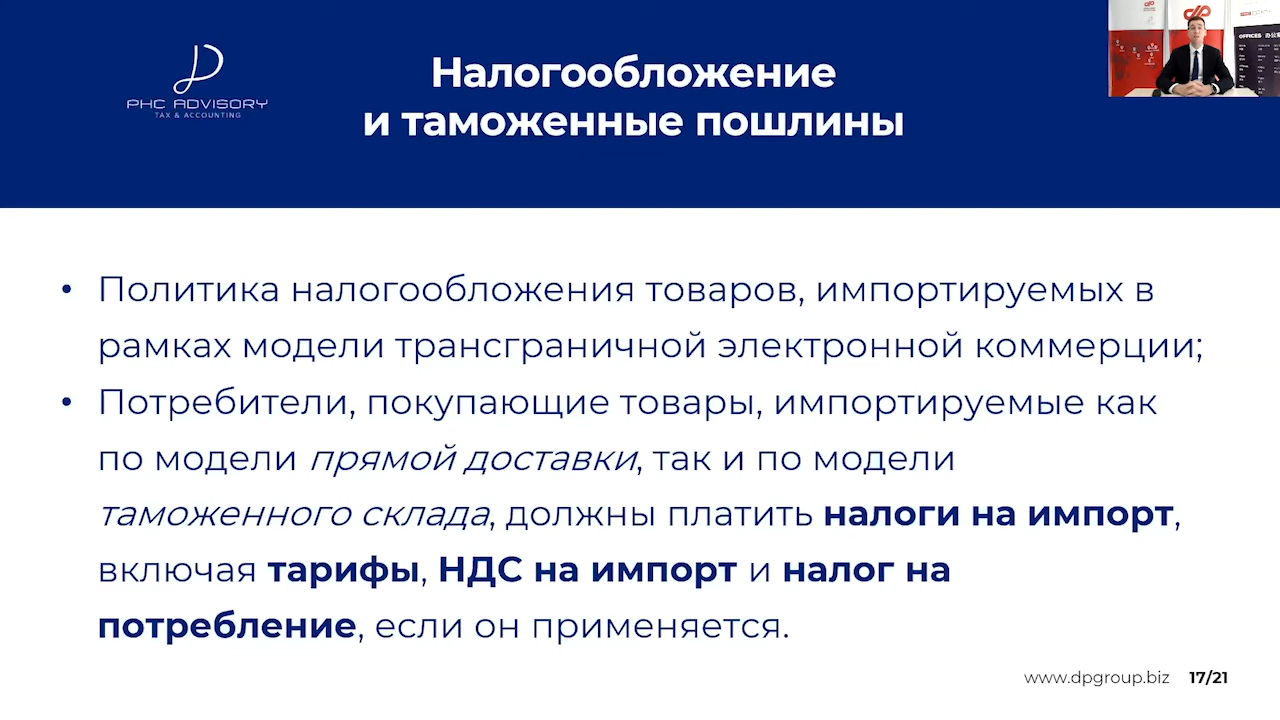 PHC ADVISORY
TAX & ACCOUNTING
Налогообложение
и таможенные пошлины
OFFICES
• Политика налогообложения товаров, импортируемых в
рамках модели трансграничной электронной коммерции;
• Потребители, покупающие товары, импортируемые как
по модели прямой доставки, так и по модели
таможенного склада, должны платить налоги на импорт,
включая тарифы, НДС на импорт и налог на
потребление, если он применяется.
www.dpgroup.biz 17/21